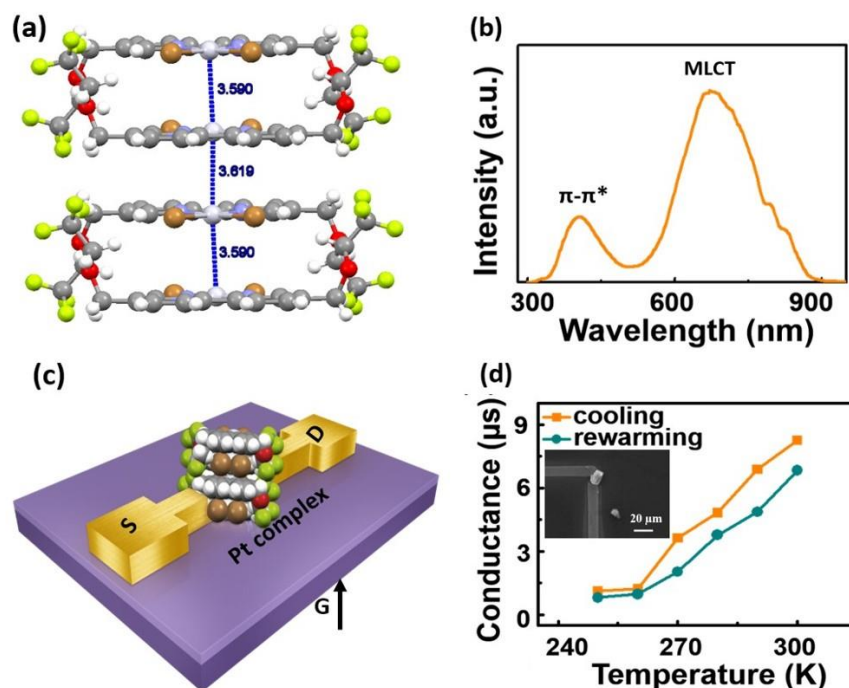 (a)
3.590
3.619
3.590
(b)
MLCT
π-π*
Intensity (a.u.)
300 600 900
Wavelength (nm)
(c)
S
D
Pt complex
G
(d)
cooling
rewarming
20 μm
Conductance (μs)
9
6
3
0
240 270 300
Temperature (K)